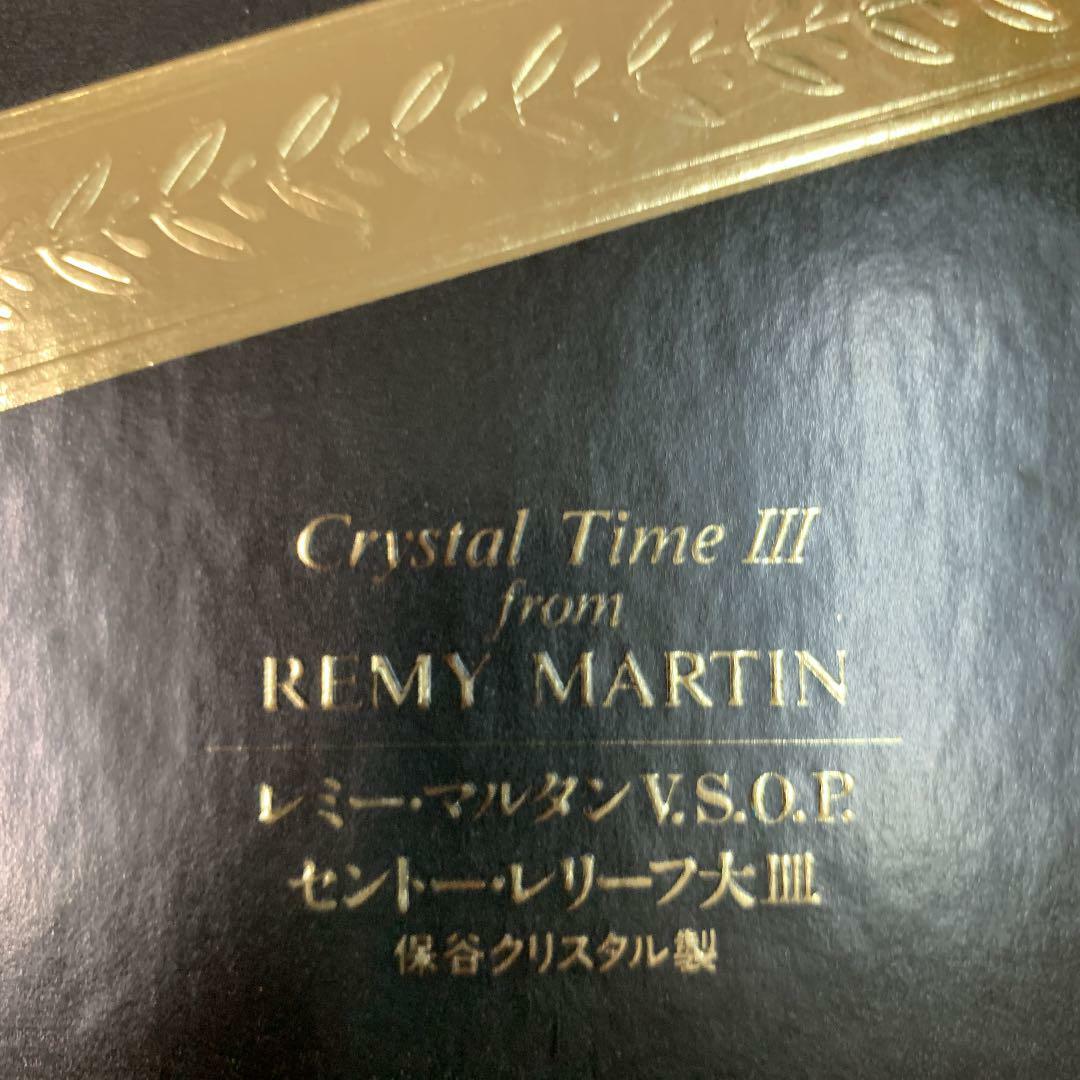 Crystal Time III
from
REMY MARTIN
レミー・マルタン V.S.O.P.
セントー・レリーフ大皿
保谷クリスタル製